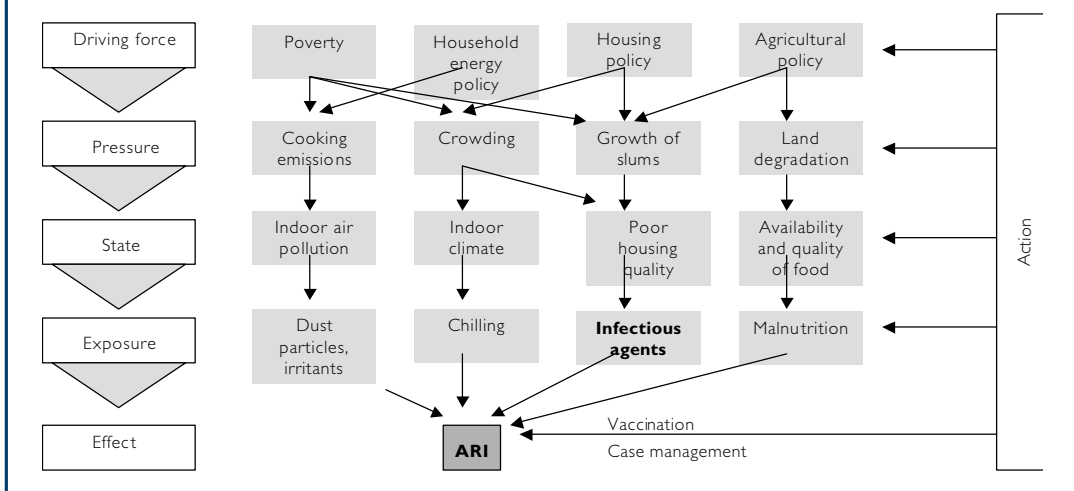 Driving force
Poverty
Household
energy
policy
Housing
policy
Agricultural
policy
Pressure
Cooking
emissions
Crowding
Growth of
slums
Land
degradation
State
Indoor air
pollution
Indoor
climate
Poor
housing
quality
Availability
and quality
of food
Action
Exposure
Dust
particles,
irritants
Chilling
Infectious
agents
Malnutrition
Effect
ARI
Vaccination
Case management